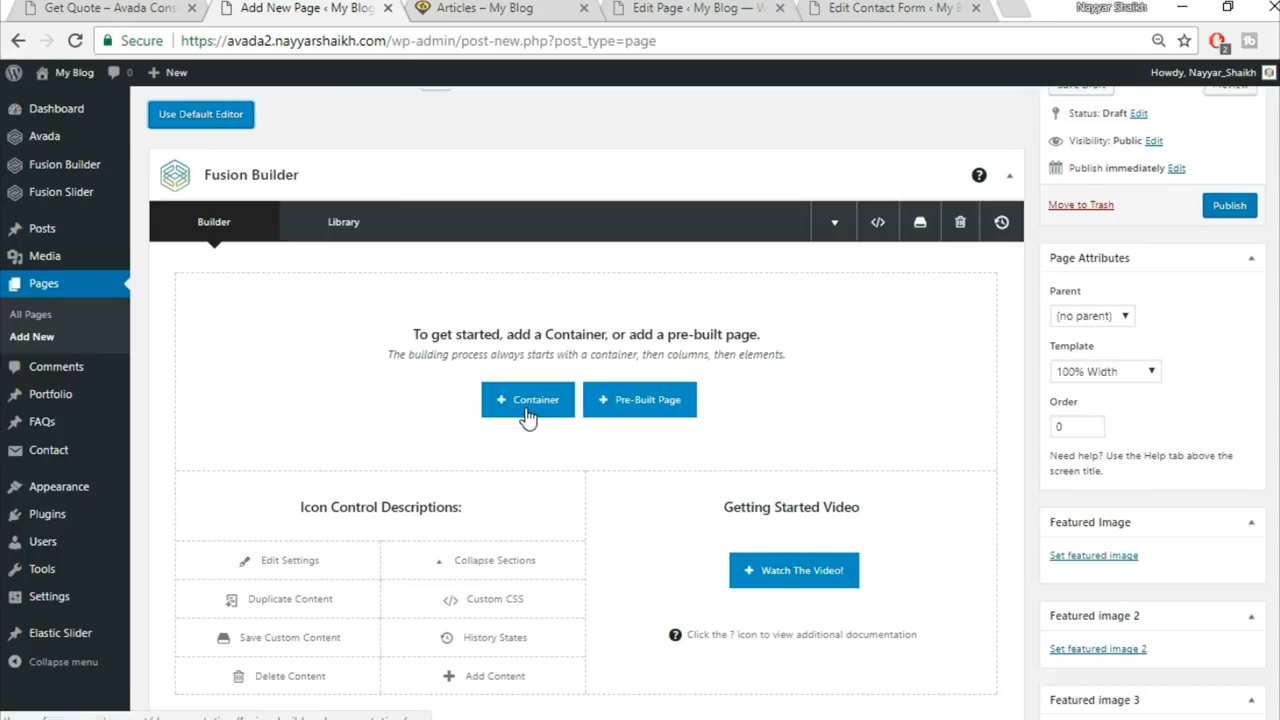 Get Quote – Avada Cons
Add New Page ‹ My Blog
Articles – My Blog
Edit Page ‹ My Blog — W
Edit Contact Form ‹ My B
Nayyar Shaikh
Secure
https://avada2.nayyarshaikh.com/wp-admin/post-new.php?post_type=page
2
My Blog
0
New
Howdy, Nayyar_Shaikh
Dashboard
Avada
Fusion Builder
Fusion Slider
Posts
Media
Pages
All Pages
Add New
Comments
Portfolio
FAQs
Contact
Appearance
Plugins
Users
Tools
Settings
Elastic Slider
Collapse menu
Use Default Editor
Fusion Builder
Builder
Library
To get started, add a Container, or add a pre-built page.
The building process always starts with a container, then columns, then elements.
Container
Pre-Built Page
Icon Control Descriptions:
Edit Settings
Collapse Sections
Duplicate Content
Custom CSS
Save Custom Content
History States
Delete Content
Add Content
Getting Started Video
Watch The Video!
Click the ? icon to view additional documentation
Save Draft
Preview
Status: Draft Edit
Visibility: Public Edit
Publish immediately Edit
Move to Trash
Publish
Page Attributes
Parent
(no parent)
Template
100% Width
Order
0
Need help? Use the Help tab above the
screen title.
Featured Image
Set featured image
Featured image 2
Set featured image 2
Featured image 3